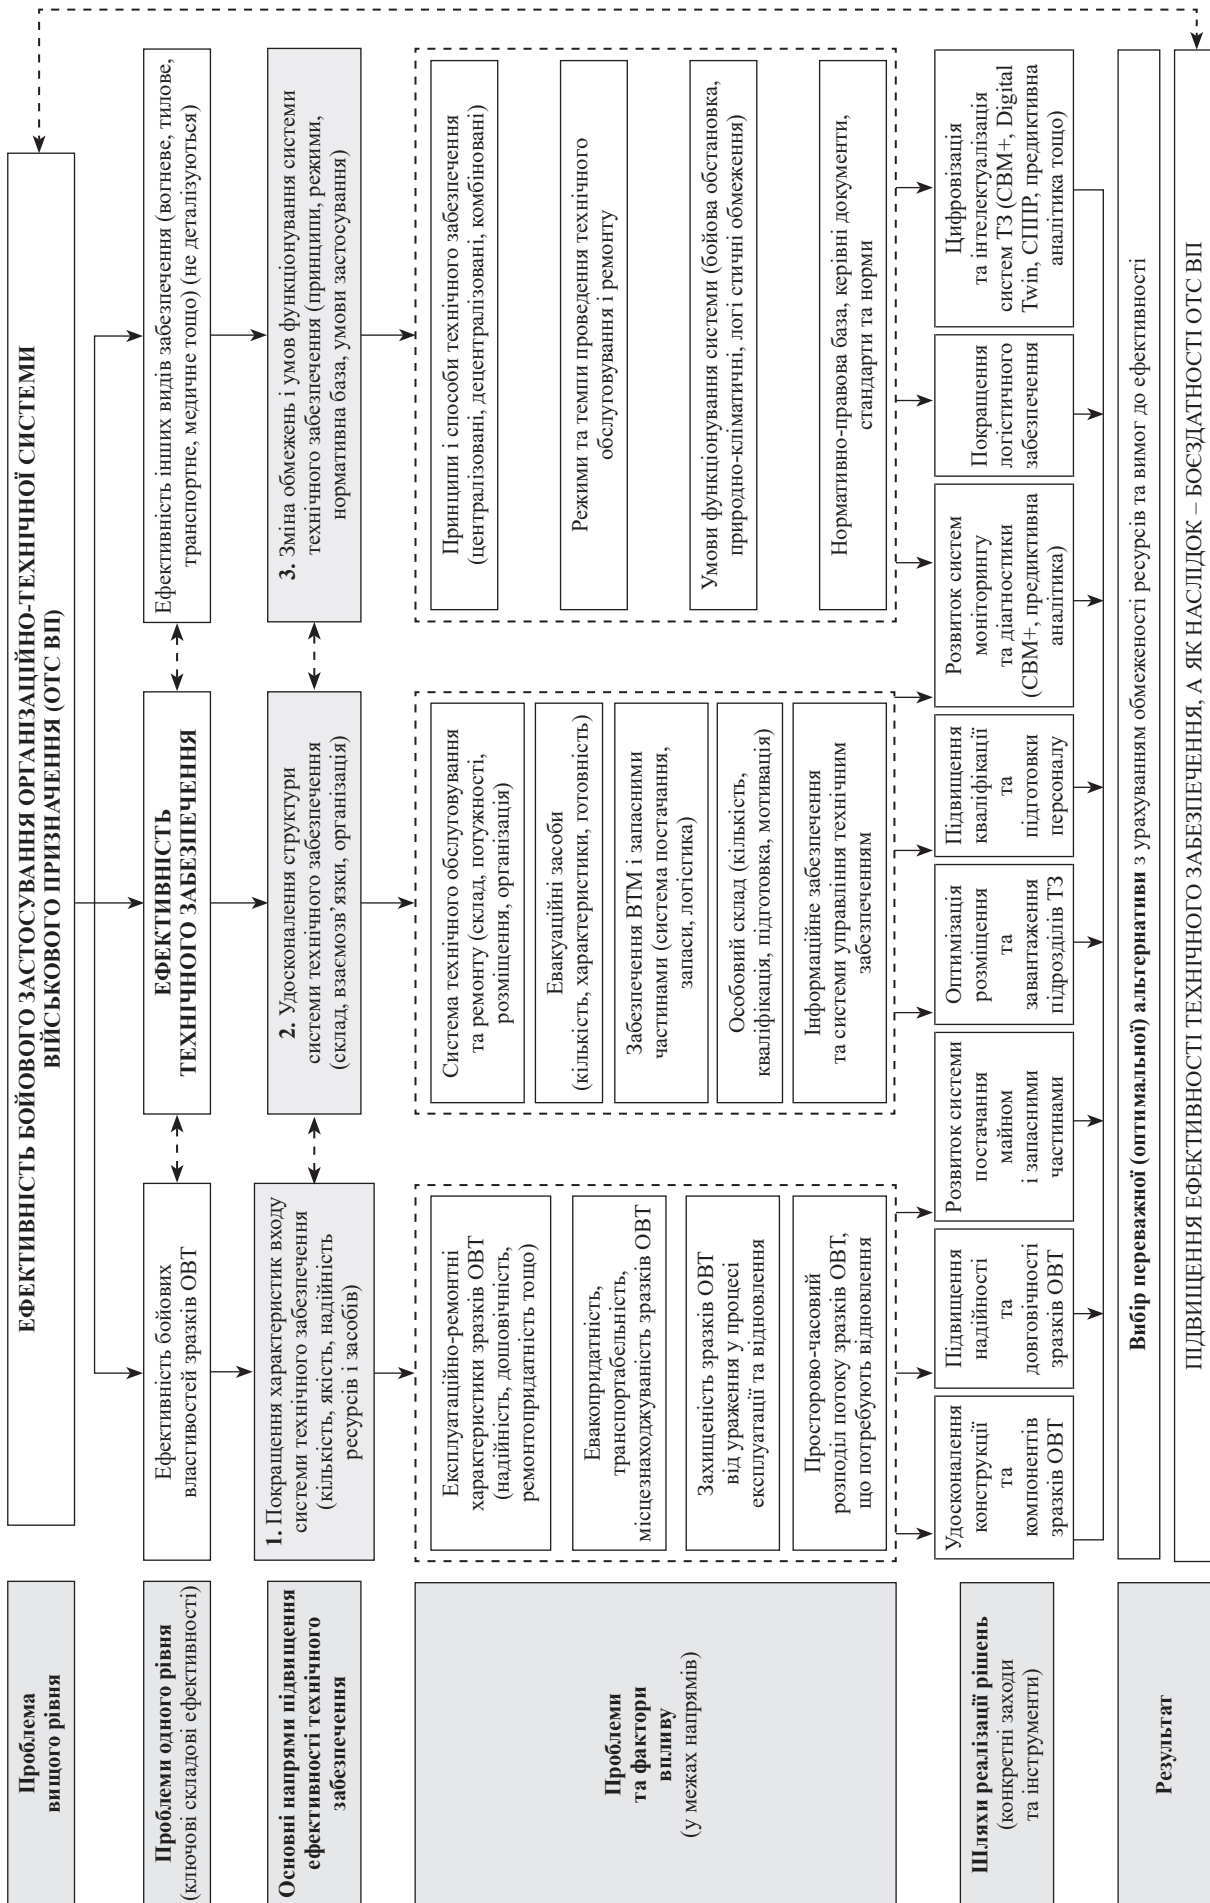 Проблема
вищого рівня
ЕФЕКТИВНІСТЬ БОЙОВОГО ЗАСТОСУВАННЯ ОРГАНІЗАЦІЙНО-ТЕХНІЧНОЇ СИСТЕМИ
ВІЙСЬКОВОГО ПРИЗНАЧЕННЯ (ОТС ВП)
Проблеми одного рівня
(ключові складові ефективності)
Ефективність бойових
властивостей зразків ОВТ
ЕФЕКТИВНІСТЬ
ТЕХНІЧНОГО ЗАБЕЗПЕЧЕННЯ
Ефективність інших видів забезпечення (вогневе, тилове,
транспортне, медичне тощо) (не деталізуються)
Основні напрями підвищення
ефективності технічного
забезпечення
1. Покращення характеристик входу
системи технічного забезпечення
(кількість, якість, надійність
ресурсів і засобів)
2. Удосконалення структури
системи технічного забезпечення
(склад, взаємозв'язки, організація)
3. Зміна обмежень і умов функціонування системи
технічного забезпечення (принципи, режими,
нормативна база, умови застосування)
Проблеми
та фактори
впливу
(у межах напрямів)
Експлуатаційно-ремонтні
характеристики зразків ОВТ
(надійність, дошовічність,
ремонтопридатність тощо)
Евакопридатність,
транспортабельність,
місцезнаходжуваність зразків ОВТ
Захищеність зразків ОВТ
від ураження у процесі
експлуатації та відновлення
Просторово-часовий
розподіл потоку зразків ОВТ,
що потребують відновлення
Система технічного обслуговування
та ремонту (склад, потужності,
розміщення, організація)
Евакуаційні засоби
(кількість, характеристики, готовність)
Забезпечення ВТМ і запасними
частинами (система постачання,
запаси, логістика)
Особовий склад (кількість,
кваліфікація, підготовка, мотивація)
Інформаційне забезпечення
та системи управління технічним
забезпеченням
Принципи і способи технічного забезпечення
(централізовані, децентралізовані, комбіновані)
Режими та темпи проведення технічного
обслуговування і ремонту
Умови функціонування системи (бойова обстановка,
природно-кліматичні, логі стичні обмеження)
Нормативно-правова база, керівні документи,
стандарти та норми
Шляхи реалізації рішень
(конкретні заходи
та інструменти)
Удосконалення
конструкції
та
компонентів
зразків ОВТ
Підвищення
надійності
та
довговічності
зразків ОВТ
Розвиток системи
постачання
майном
і запасними
частинами
Оптимізація
розміщення
та
завантаження
підрозділів ТЗ
Підвищення
кваліфікації
та
підготовки
персоналу
Розвиток систем
моніторингу
та діагностики
(CBM+, предиктивна
аналітика)
Покращення
логістичного
забезпечення
Цифровізація
та інтелектуалізація
систем ТЗ (CBM+, Digital
Twin, СППР, предиктивна
аналітика тощо)
Результат
Вибір переважної (оптимальної) альтернативи з урахуванням обмеженості ресурсів та вимог до ефективності
ПІДВИЩЕННЯ ЕФЕКТИВНОСТІ ТЕХНІЧНОГО ЗАБЕЗПЕЧЕННЯ, А ЯК НАСЛІДОК – БОЄЗДАТНОСТІ ОТС ВП